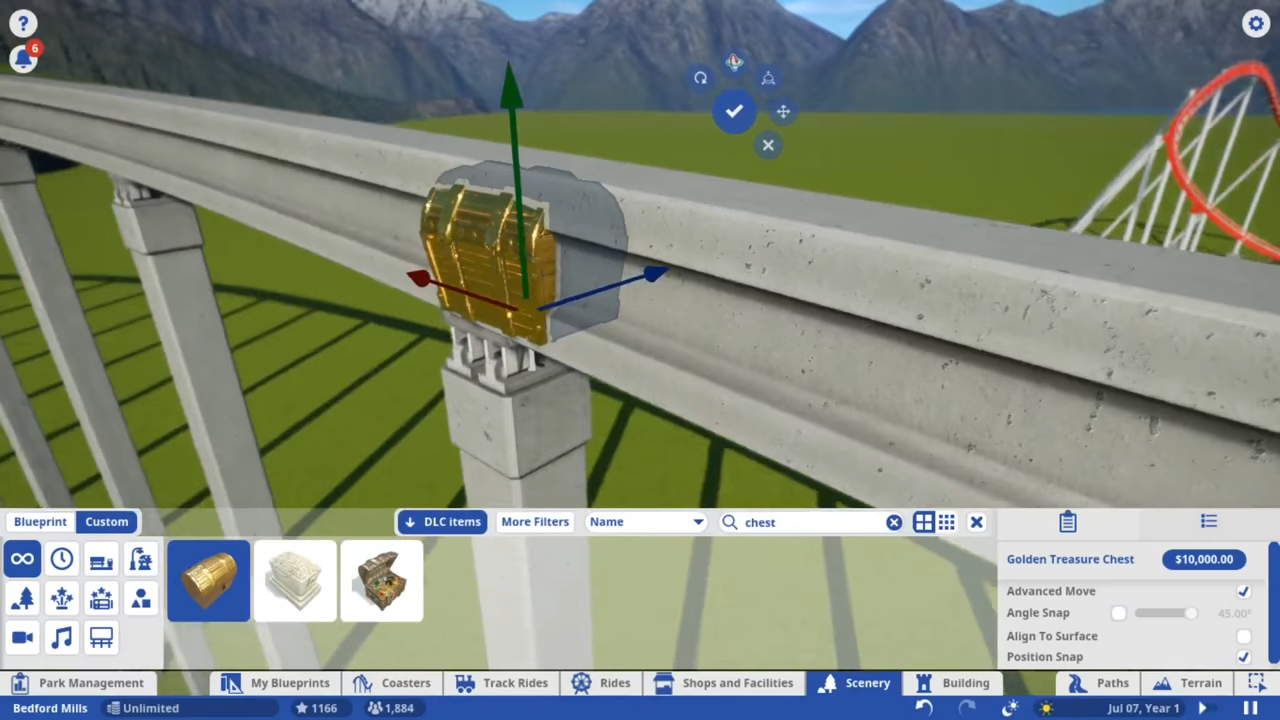 ?
6
Blueprint
Custom
DLC items
More Filters
Name
chest
Golden Treasure Chest
$10,000.00
Advanced Move
Angle Snap
45.00°
Align To Surface
Position Snap
Park Management
My Blueprints
Coasters
Track Rides
Rides
Shops and Facilities
Scenery
Building
Paths
Terrain
Bedford Mills
Unlimited
1166
1,884
Jul 07, Year 1